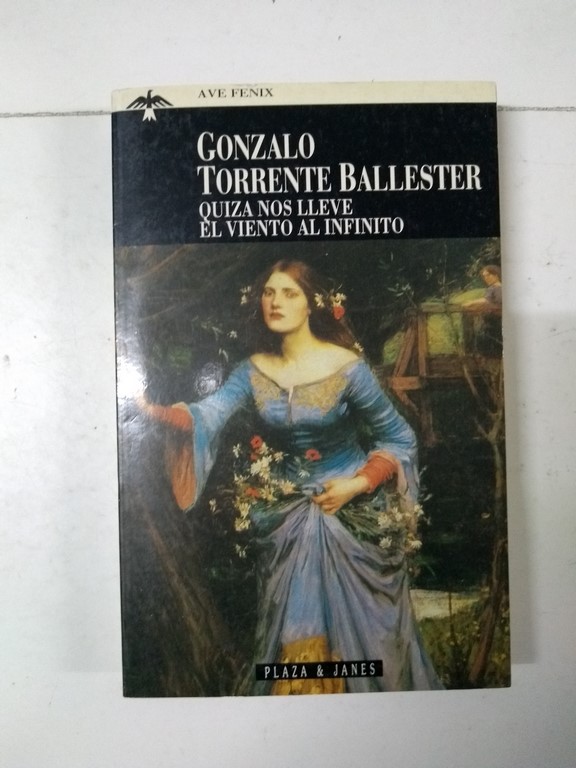 AVE FENIX
GONZALO
TORRENTE BALLESTER
QUIZA NOS LLEVE
EL VIENTO AL INFINITO
PLAZA & JANES